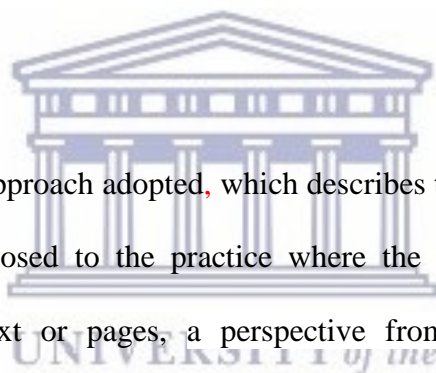 pproach adopted, which describes t
osed to the practice where the
xt or pages, a perspective from
UNIVERSITY of the